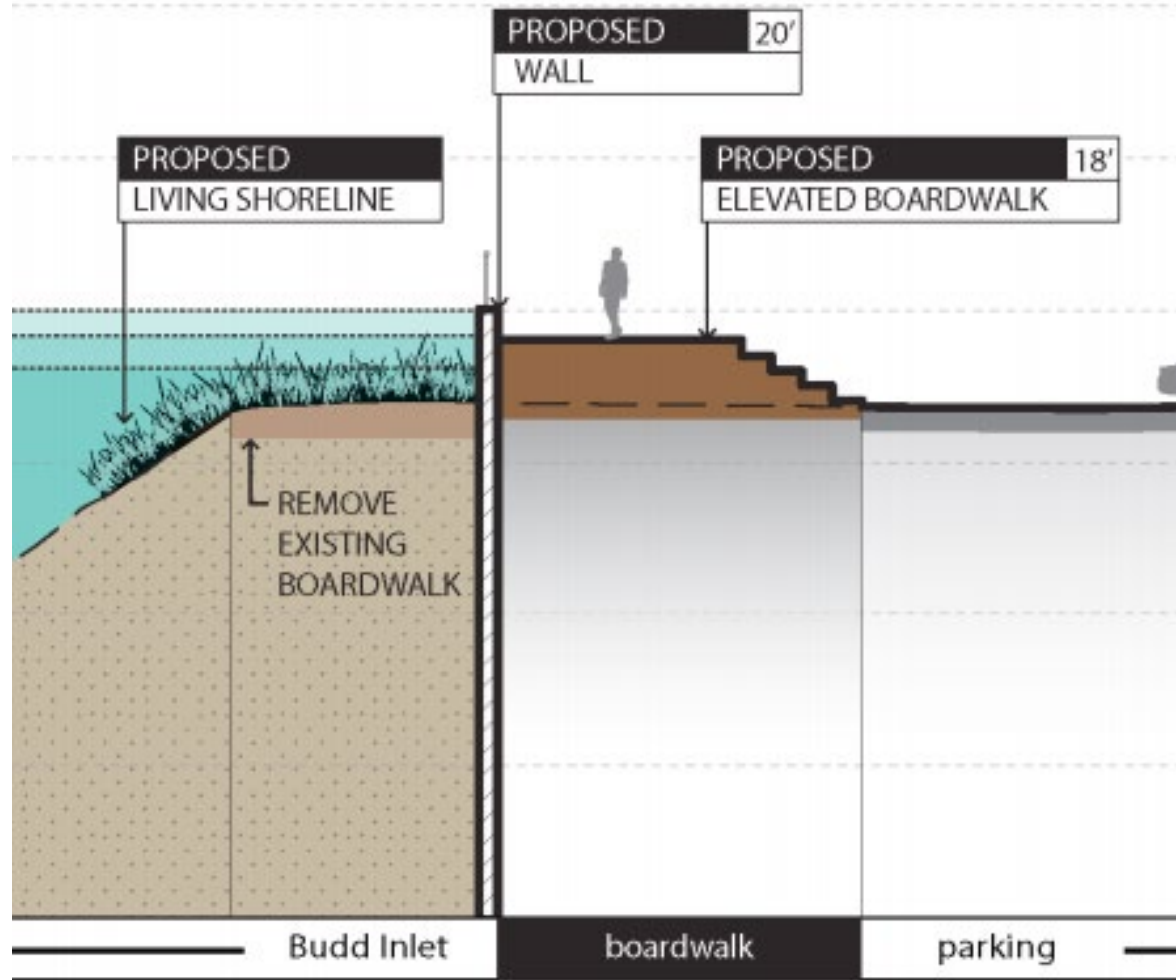 PROPOSED 20'
WALL
PROPOSED
LIVING SHORELINE
PROPOSED 18'
ELEVATED BOARDWALK
REMOVE
EXISTING
BOARDWALK
Budd Inlet
boardwalk
parking